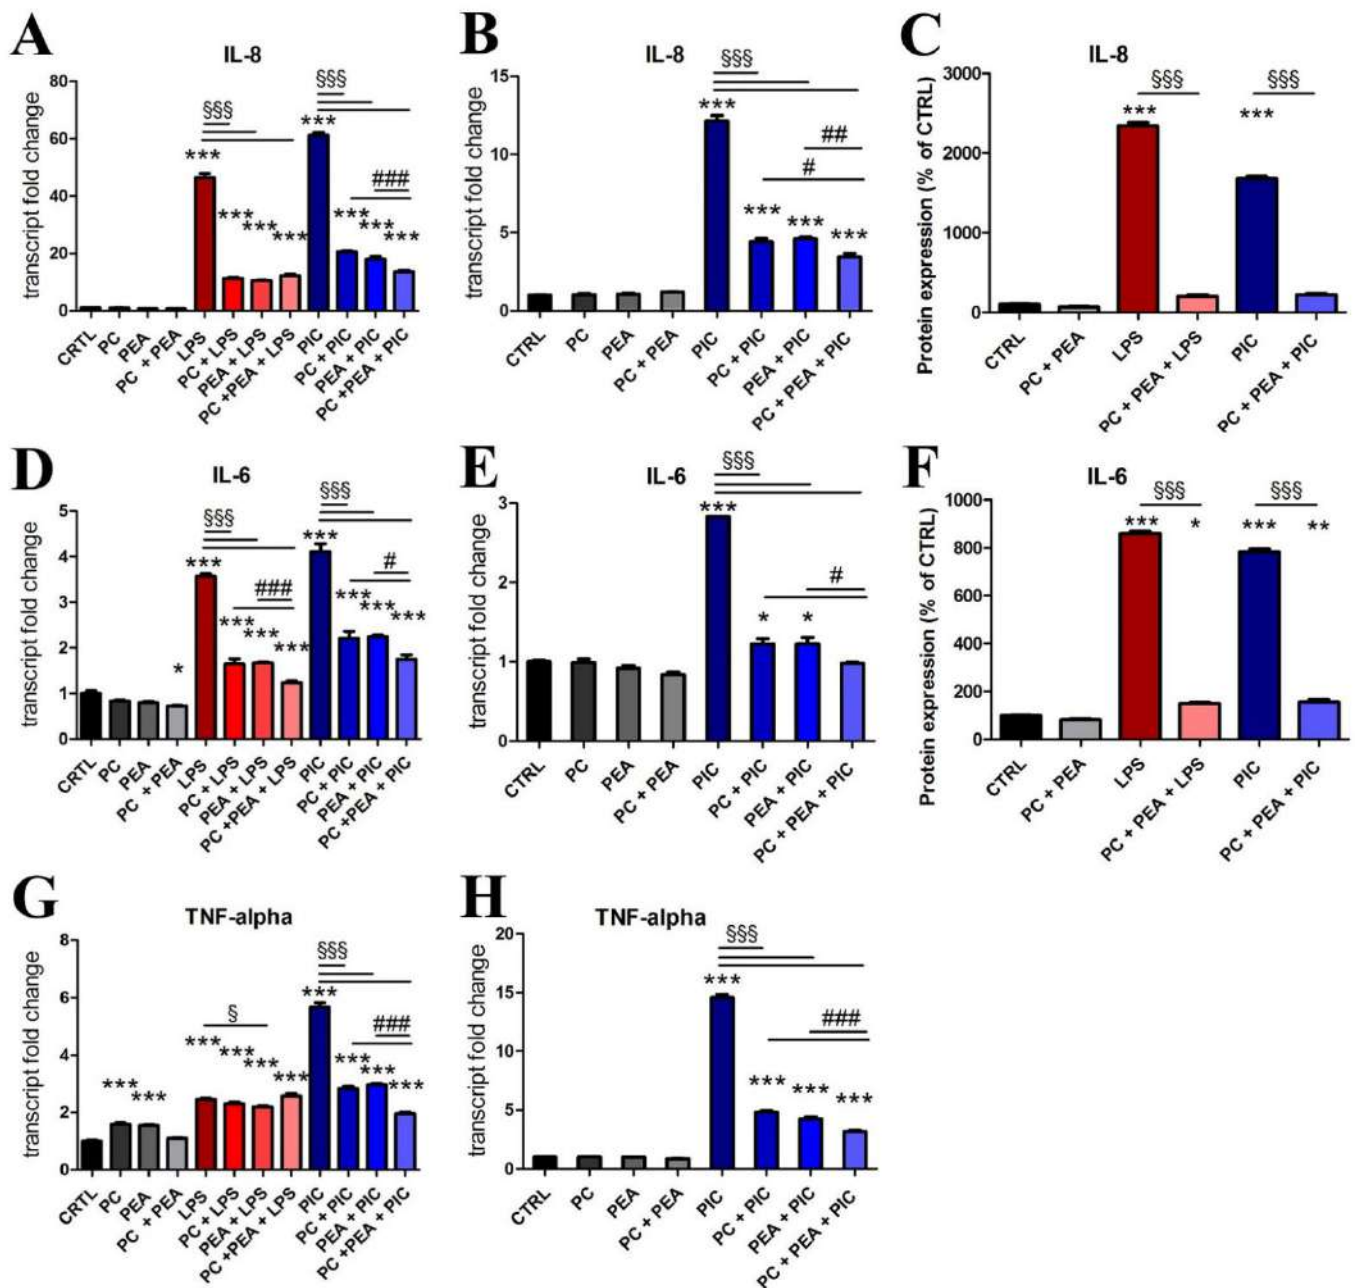 A
IL-8
transcript fold change
80
60
40
20
0
§§§
§§§
***
***
###
***
***
***
***
***
***
CRTL
PC
PEA
PC + PEA
LPS
PC + LPS
PEA + LPS
PC +PEA + LPS
PIC
PC + PIC
PEA + PIC
PC +PEA + PIC
B
IL-8
transcript fold change
15
10
5
0
§§§
***
##
#
***
***
***
CTRL
PC
PEA
PC + PEA
PIC
PC + PIC
PEA + PIC
PC + PEA + PIC
C
IL-8
Protein expression (% of CTRL)
3000
2000
1000
0
§§§
§§§
***
***
CTRL
PC + PEA
LPS
PC + PEA + LPS
PIC
PC + PEA + PIC
D
IL-6
transcript fold change
5
4
3
2
1
0
§§§
§§§
***
***
###
#
*
***
***
***
***
***
***
CRTL
PC
PEA
PC + PEA
LPS
PC + LPS
PEA + LPS
PC +PEA + LPS
PIC
PC + PIC
PEA + PIC
PC +PEA + PIC
E
IL-6
transcript fold change
3
2
1
0
§§§
***
#
*
*
CTRL
PC
PEA
PC + PEA
PIC
PC + PIC
PEA + PIC
PC + PEA + PIC
F
IL-6
Protein expression (% of CTRL)
1000
800
600
400
200
0
§§§
§§§
***
*
***
**
CTRL
PC + PEA
LPS
PC + PEA + LPS
PIC
PC + PEA + PIC
G
TNF-alpha
transcript fold change
8
6
4
2
0
§§§
***
§
###
***
***
***
***
***
***
***
***
***
CRTL
PC
PEA
PC + PEA
LPS
PC + LPS
PEA + LPS
PC +PEA + LPS
PIC
PC + PIC
PEA + PIC
PC +PEA + PIC
H
TNF-alpha
transcript fold change
20
15
10
5
0
§§§
***
###
***
***
***
CTRL
PC
PEA
PC + PEA
PIC
PC + PIC
PEA + PIC
PC + PEA + PIC